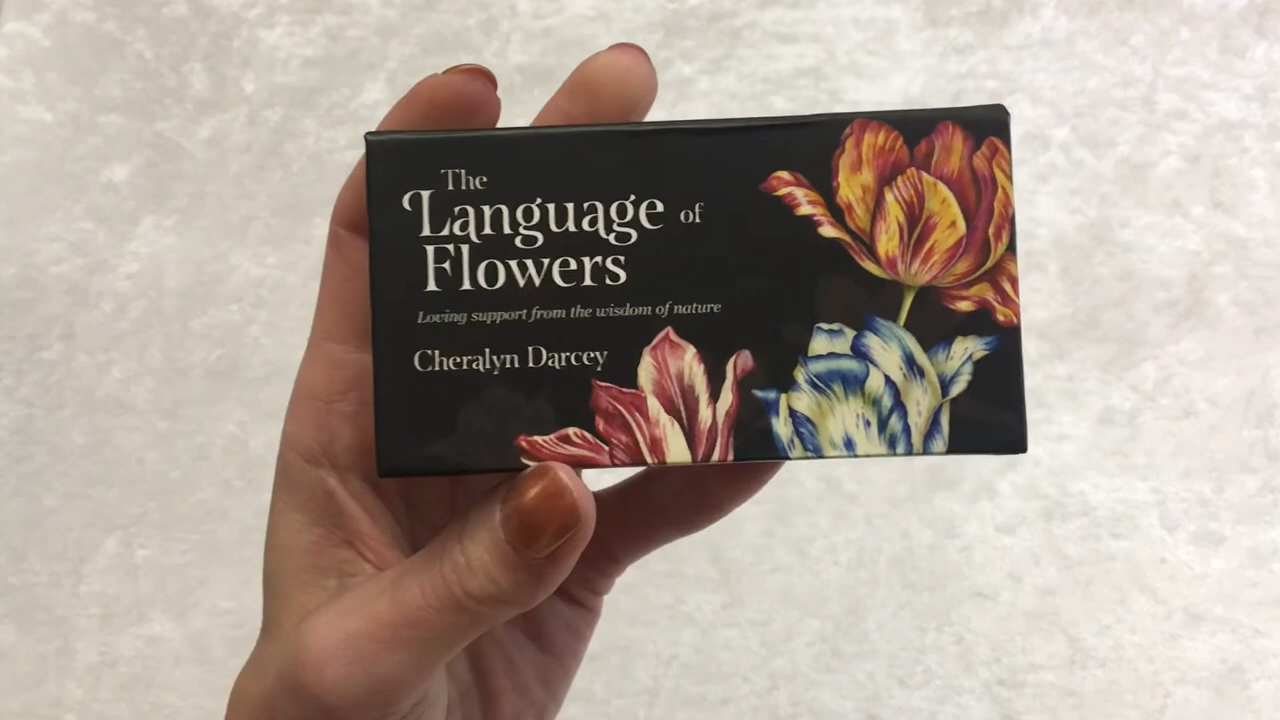 The
Language of
Flowers
Loving support from the wisdom of nature
Cheralyn Darcey